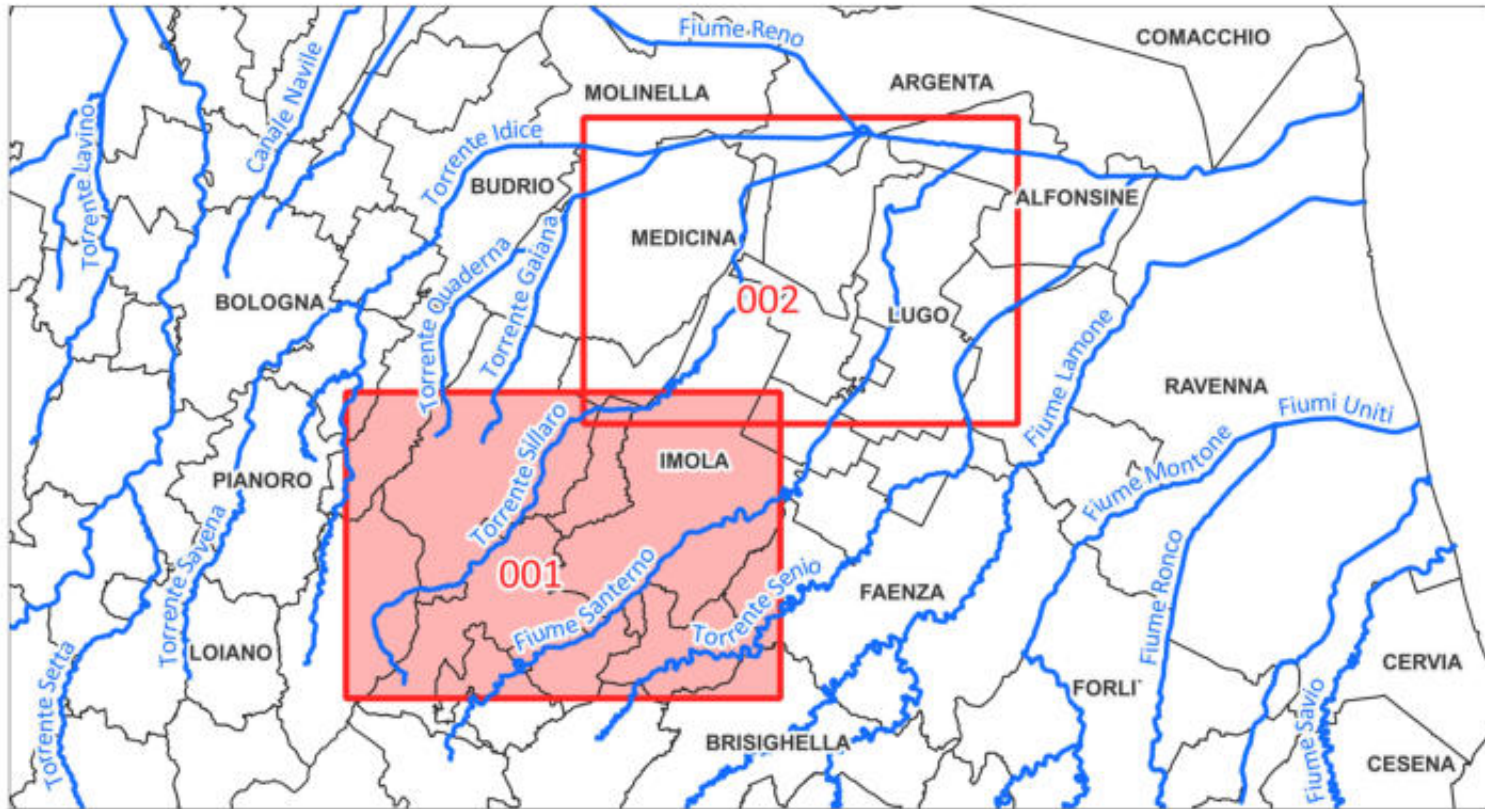 Fiume Reno
COMACCHIO
ARGENTA
MOLINELLA
Canale Navile
Torrente Lavino
Torrente Idice
BUDRIO
ALFONSINE
MEDICINA
Torrente Quaderna
Torrente Gaiana
BOLOGNA
002
LUGO
Fiume Lamone
RAVENNA
Fiumi Uniti
Torrente Sillaro
IMOLA
PIANORO
Fiume Montone
Torrente Savena
001
Fiume Santerno
Torrente Senio
FAENZA
Fiume Ronco
LOIANO
Torrente Setta
CERVIA
FORLI`
Fiume Savio
BRISIGHELLA
CESENA